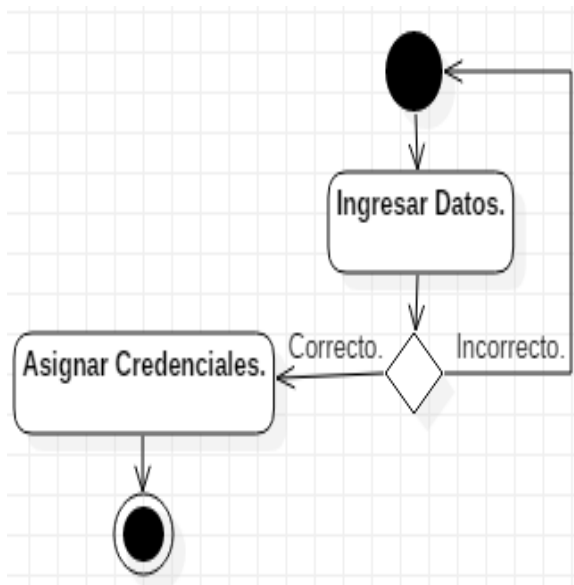 Ingresar Datos.
Correcto.
Incorrecto.
Asignar Credenciales.